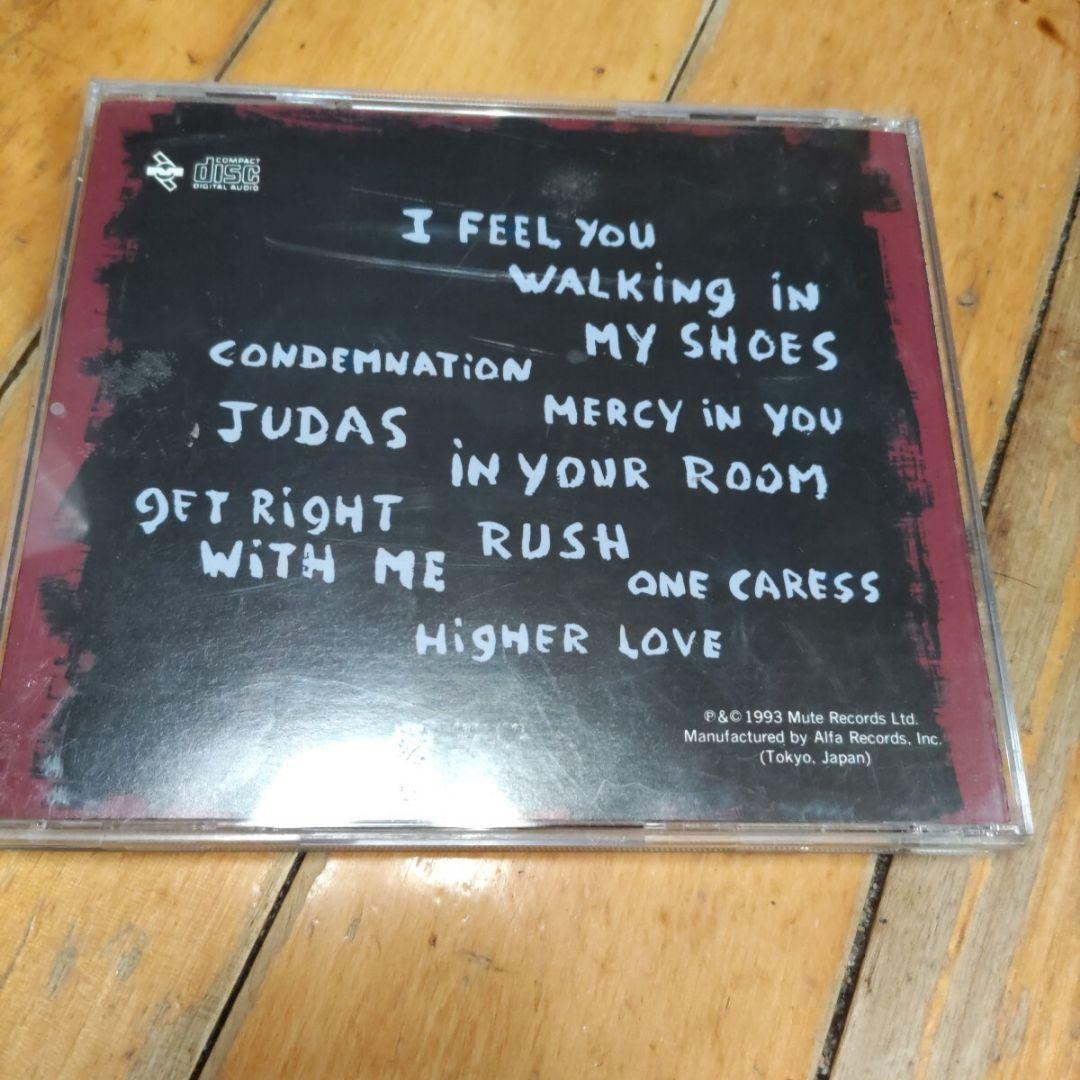 COMPACT
disc
DIGITAL AUDIO
I FEEL YOU
WALKiNg iN
MY SHOES
CONDEMNATiON
JUDAS
MERCY iN YOU
iN YOUR ROOM
gET RigHT
WiTH ME
RUSH
ONE CARESS
HigHER LOVE
℗&© 1993 Mute Records Ltd.
Manufactured by Alfa Records, Inc.
(Tokyo, Japan)